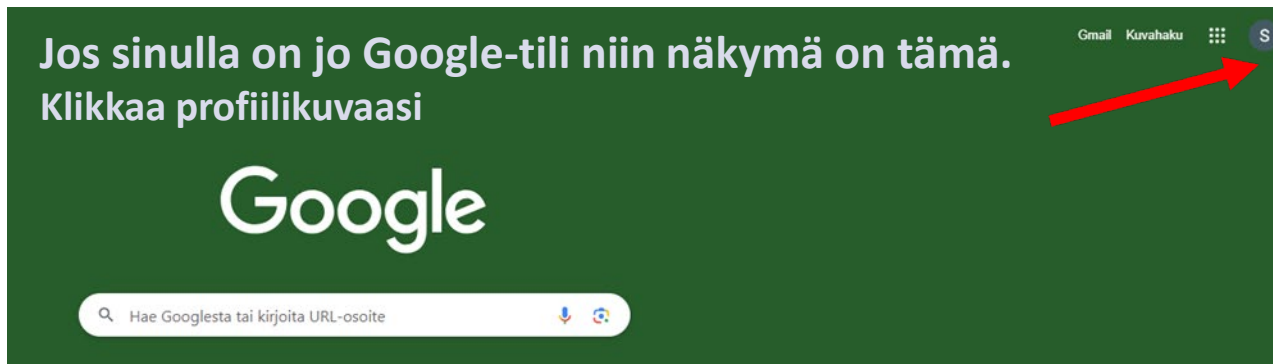 Jos sinulla on jo Google-tili niin näkymä on tämä.
Klikkaa profiilikuvaasi
Gmail Kuvahaku S
Google
Hae Googlesta tai kirjoita URL-osoite